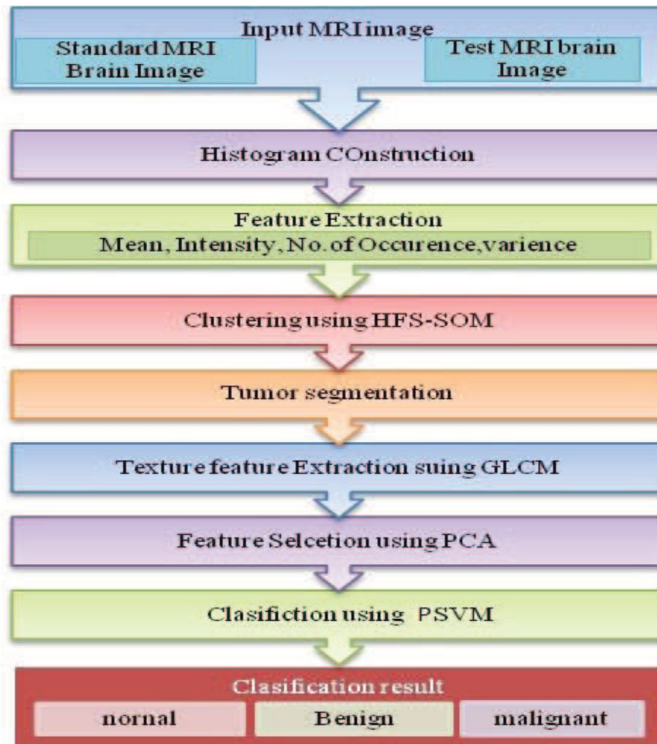 Input MRI image
Standard MRI
Brain Image
Test MRI brain
Image
Histogram COnstruction
Feature Extraction
Mean, Intensity, No. of Occurence,varience
Clustering using HFS-SOM
Tumor segmentation
Texture feature Extraction suing GLCM
Feature Selcetion using PCA
Clasifiction using PSVM
Clasification result
nornal
Benign
malignant